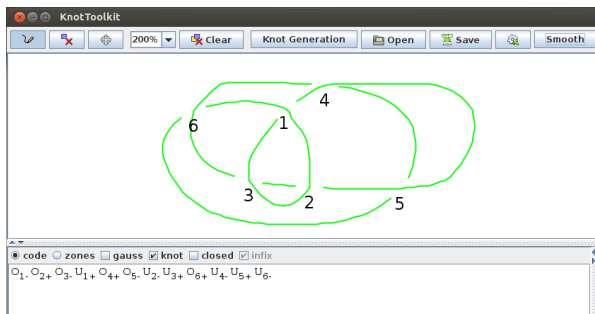 KnotToolkit
200% Clear Knot Generation Open Save Smooth
4
6 1
3 2 5
code zones gauss knot closed infix
O1- O2+ O3- U1+ O4+ O5- U2- U3+ O6+ U4- U5+ U6-